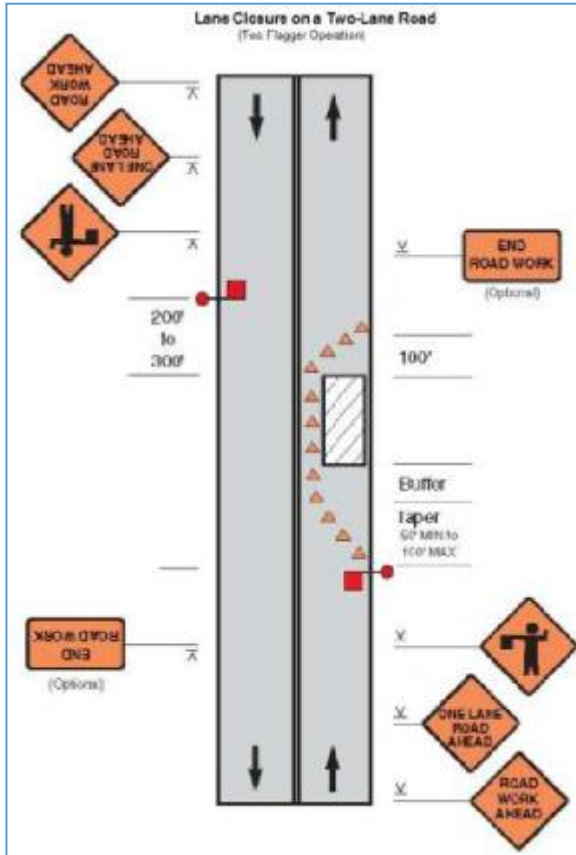 Lane Closure on a Two-Lane Road
(Two Flagger Operation)
ROAD
WORK
AHEAD
ONE LANE
ROAD
AHEAD
END
ROAD WORK
(Optional)
200'
to
300'
100'
Buffer
Taper
50' MIN to
100' MAX
END
ROAD WORK
(Optional)
ONE LANE
ROAD
AHEAD
ROAD
WORK
AHEAD